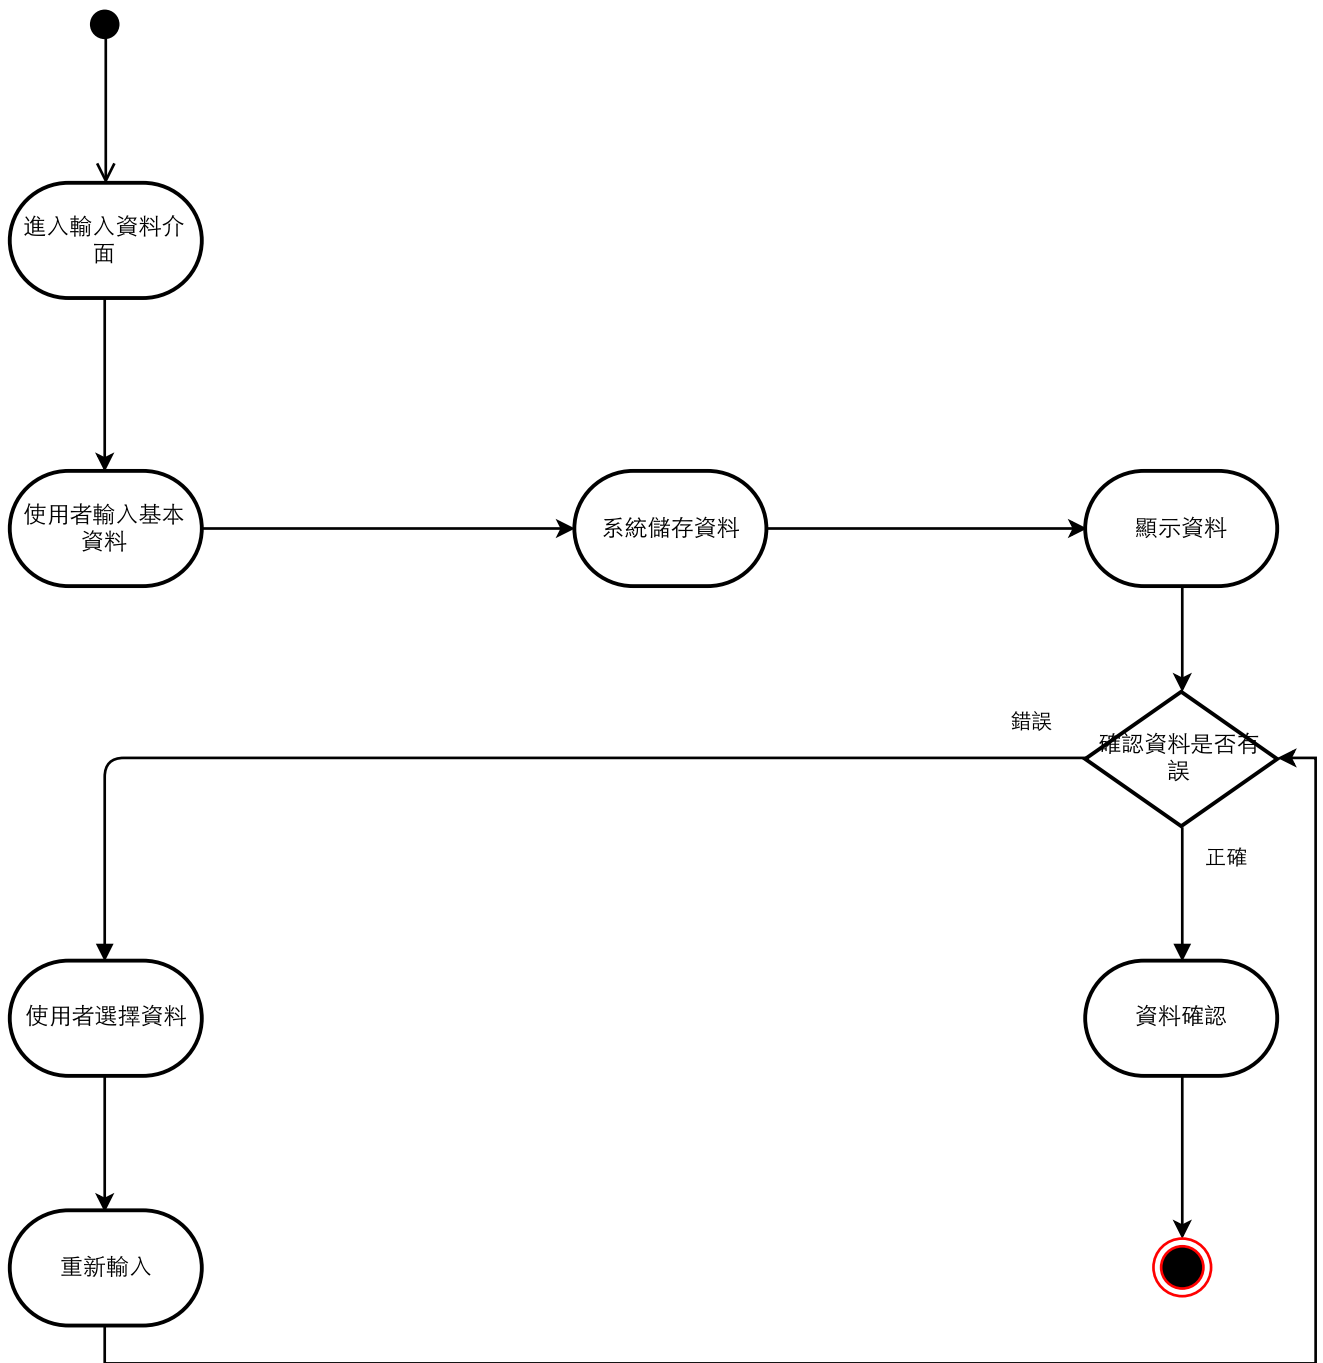 進入輸入資料介
面
使用者輸入基本
資料
系統儲存資料
顯示資料
錯誤
確認資料是否有
誤
正確
使用者選擇資料
資料確認
重新輸入